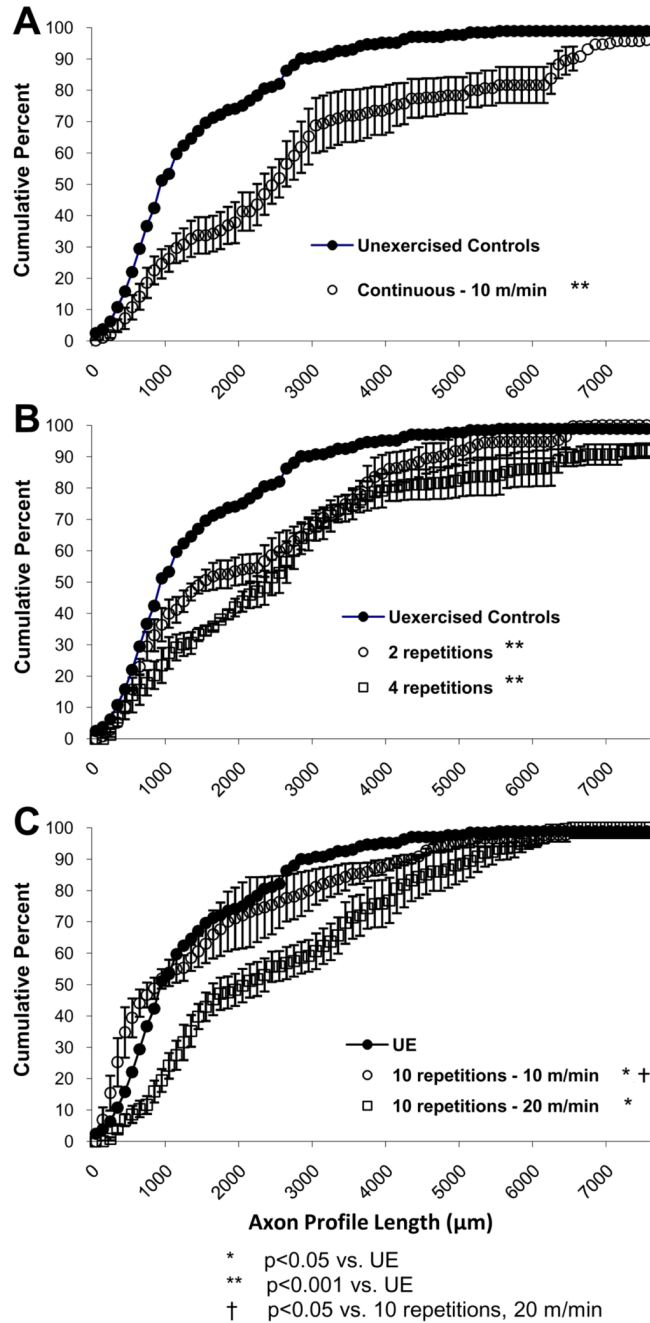 A
100
90
80
70
60
50
40
30
20
10
0
Cumulative Percent
Unexercised Controls
Continuous - 10 m/min **
0 1000 2000 3000 4000 5000 6000 7000
B
100
90
80
70
60
50
40
30
20
10
0
Cumulative Percent
Uexercised Controls
2 repetitions **
4 repetitions **
0 1000 2000 3000 4000 5000 6000 7000
C
100
90
80
70
60
50
40
30
20
10
0
Cumulative Percent
UE
10 repetitions - 10 m/min * †
10 repetitions - 20 m/min *
0 1000 2000 3000 4000 5000 6000 7000
Axon Profile Length (µm)
* p<0.05 vs. UE
** p<0.001 vs. UE
† p<0.05 vs. 10 repetitions, 20 m/min